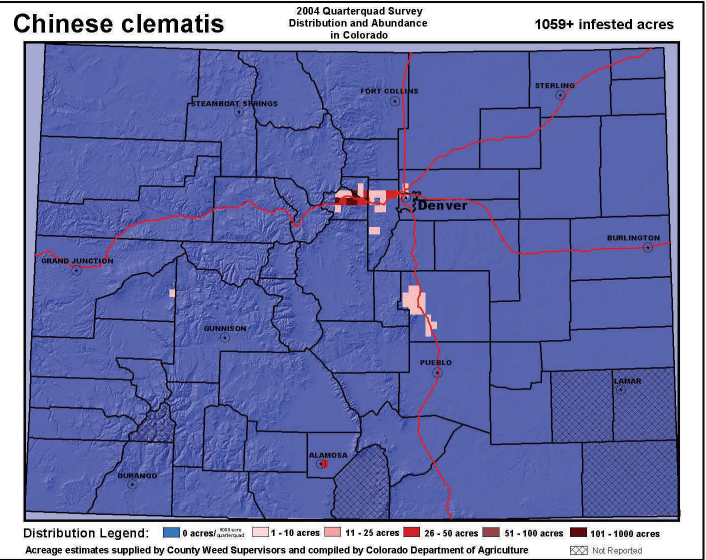 Chinese clematis
2004 Quarterquad Survey
Distribution and Abundance
in Colorado
1059+ infested acres
STEAMBOAT SPRINGS
FORT COLLINS
STERLING
Denver
BURLINGTON
GRAND JUNCTION
GUNNISON
PUEBLO
LAMAR
ALAMOSA
DURANGO
Distribution Legend:
0 acres/
quarterquad
1 - 10 acres
11 - 25 acres
26 - 50 acres
51 - 100 acres
101 - 1000 acres
Acreage estimates supplied by County Weed Supervisors and compiled by Colorado Department of Agriculture
Not Reported